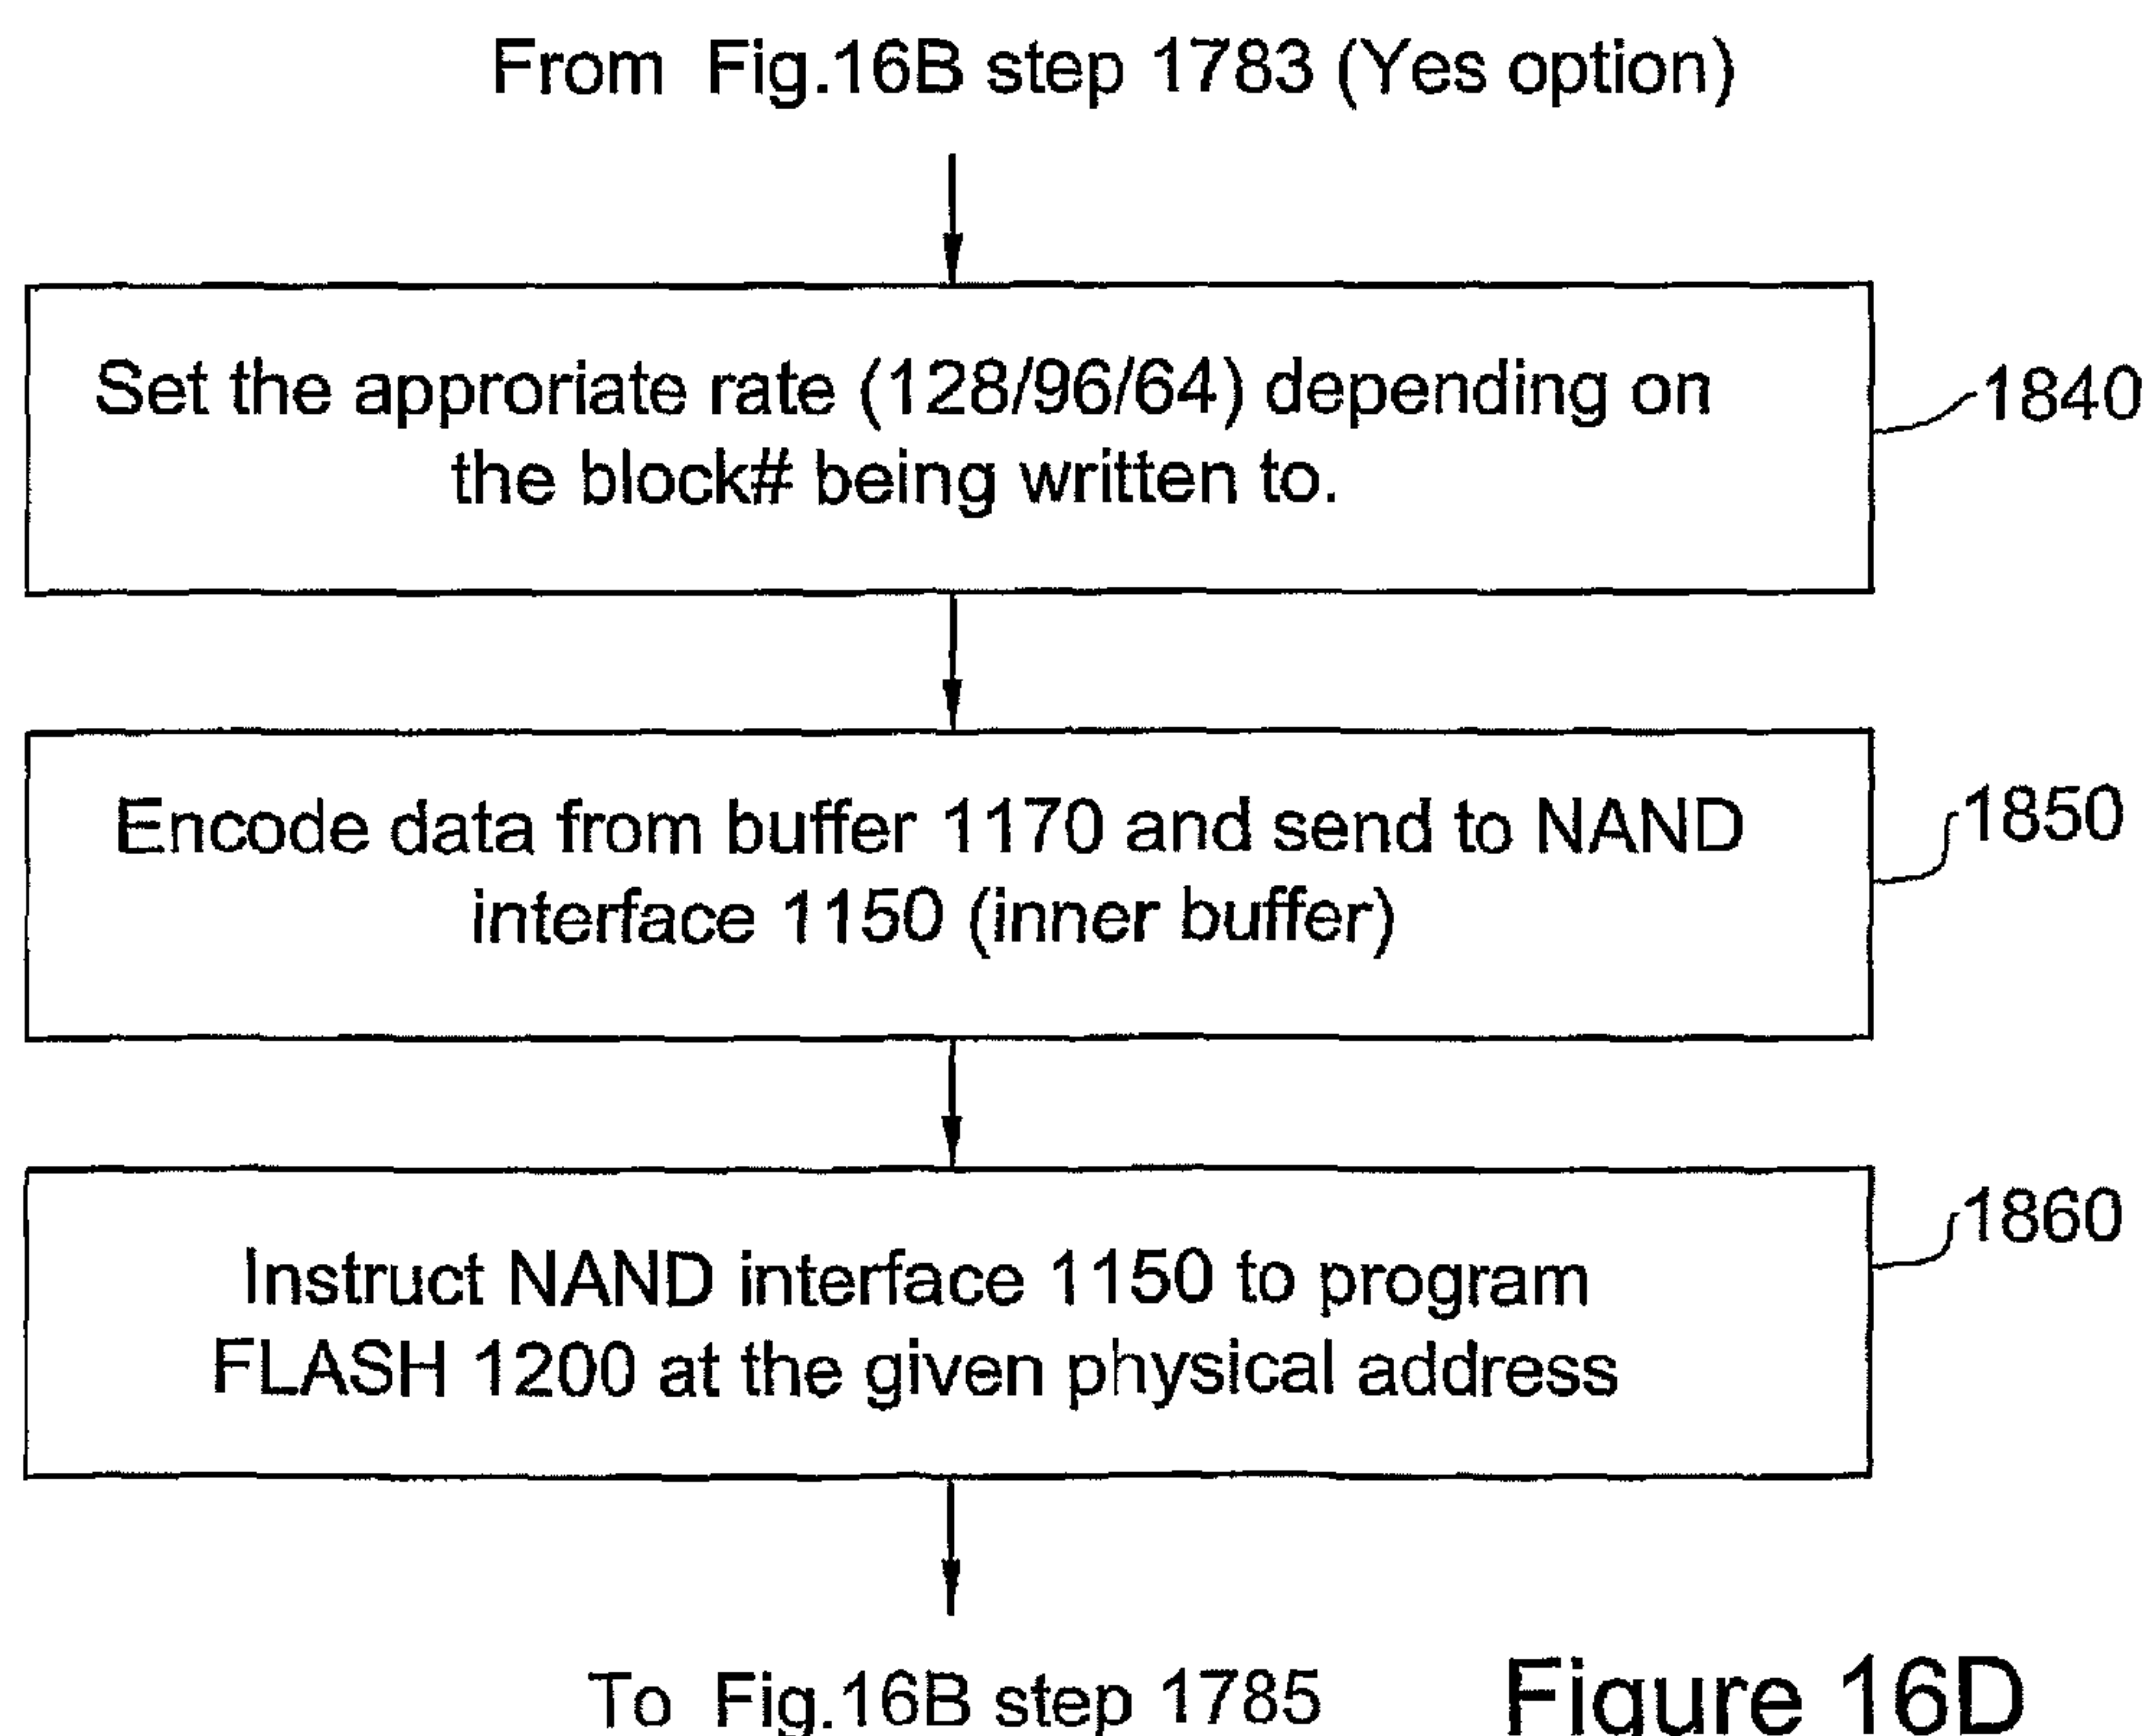 From Fig.16B step 1783 (Yes option)
Set the approriate rate (128/96/64) depending on
the block# being written to.
1840
Encode data from buffer 1170 and send to NAND
interface 1150 (inner buffer)
1850
Instruct NAND interface 1150 to program
FLASH 1200 at the given physical address
1860
To Fig.16B step 1785
Figure 16D